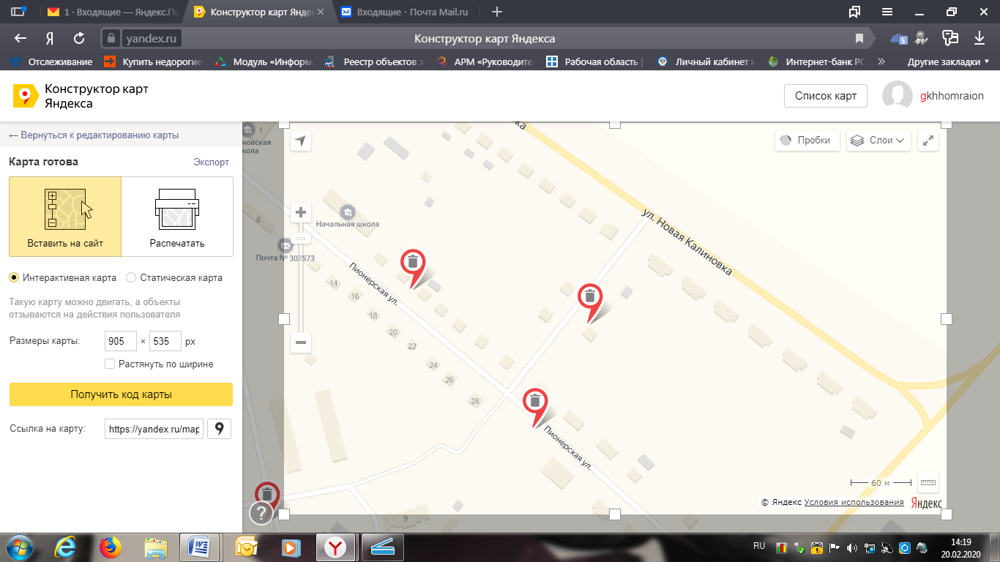 1 · Входящие — Яндекс.По
Конструктор карт Янде
Входящие - Почта Mail.ru
Я
yandex.ru
Конструктор карт Яндекса
5
Отслеживание
Купить недорогие
Модуль «Информ
Реестр объектов ж
АРМ «Руководител
Рабочая область |
Личный кабинет н
Интернет-банк РС
»
Другие закладки
Конструктор карт
Яндекса
Список карт
gkhhomraion
← Вернуться к редактированию карты
Карта готова
Экспорт
Вставить на сайт
Распечатать
Интерактивная карта
Статическая карта
Такую карту можно двигать, а объекты
отзываются на действия пользователя
Размеры карты:
905
×
535
px
Растянуть по ширине
Получить код карты
Ссылка на карту:
https://yandex.ru/map
1
новская
кола
Пробки
Слои
ка
8
Начальная школа
Почта № 307573
ул. Новая Калиновка
Пионерская ул.
14
16
18
20
22
24
26
28
Пионерская ул.
9
60 м
© Яндекс Условия использования
Яндекс
?
RU
14:19
20.02.2020